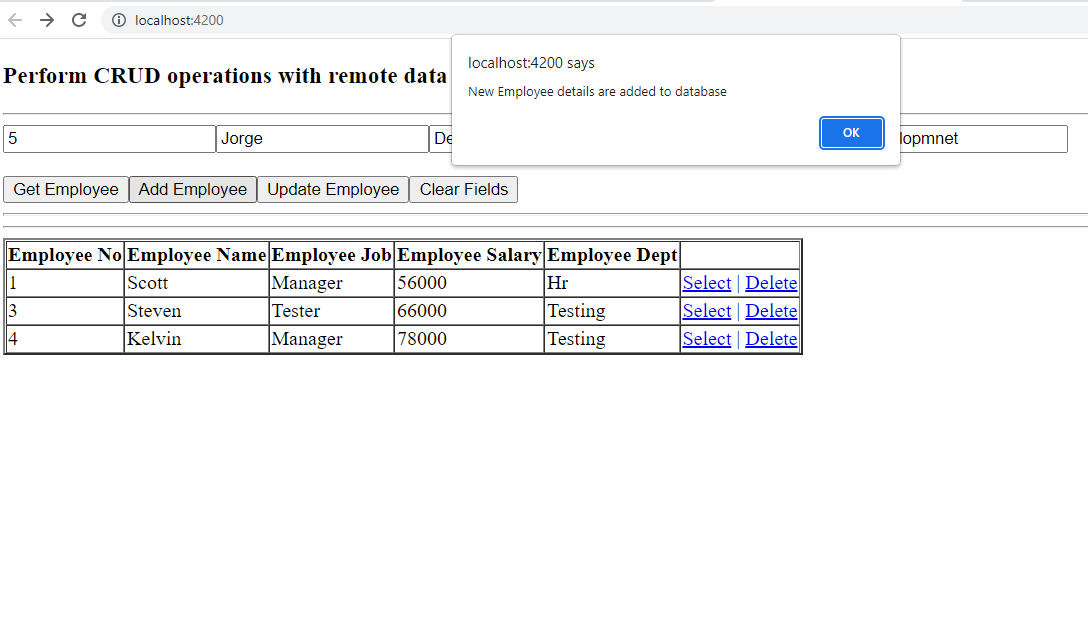 localhost:4200
localhost:4200 says
Perform CRUD operations with remote data
New Employee details are added to database
OK
5 Jorge De lopmnet
Get Employee Add Employee Update Employee Clear Fields
Employee No Employee Name Employee Job Employee Salary Employee Dept
1 Scott Manager 56000 Hr Select | Delete
3 Steven Tester 66000 Testing Select | Delete
4 Kelvin Manager 78000 Testing Select | Delete